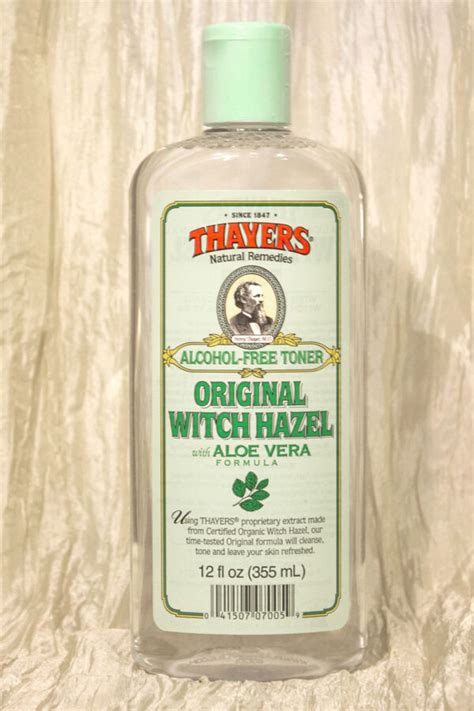 • SINCE 1847 •
THAYERS®
Natural Remedies
Henry Thayer, M.D.
ALCOHOL-FREE TONER
ORIGINAL
WITCH HAZEL
with ALOE VERA
FORMULA
Using THAYERS® proprietary extract made
from Certified Organic Witch Hazel, our
time-tested Original formula will cleanse,
tone and leave your skin refreshed.
12 fl oz (355 mL)
0 41507 07005 9